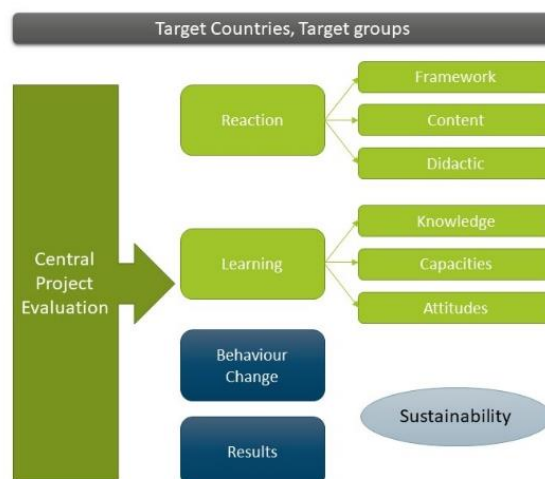 Target Countries, Target groups
Framework
Reaction
Content
Didactic
Knowledge
Learning
Capacities
Attitudes
Central
Project
Evaluation
Behaviour
Change
Sustainability
Results